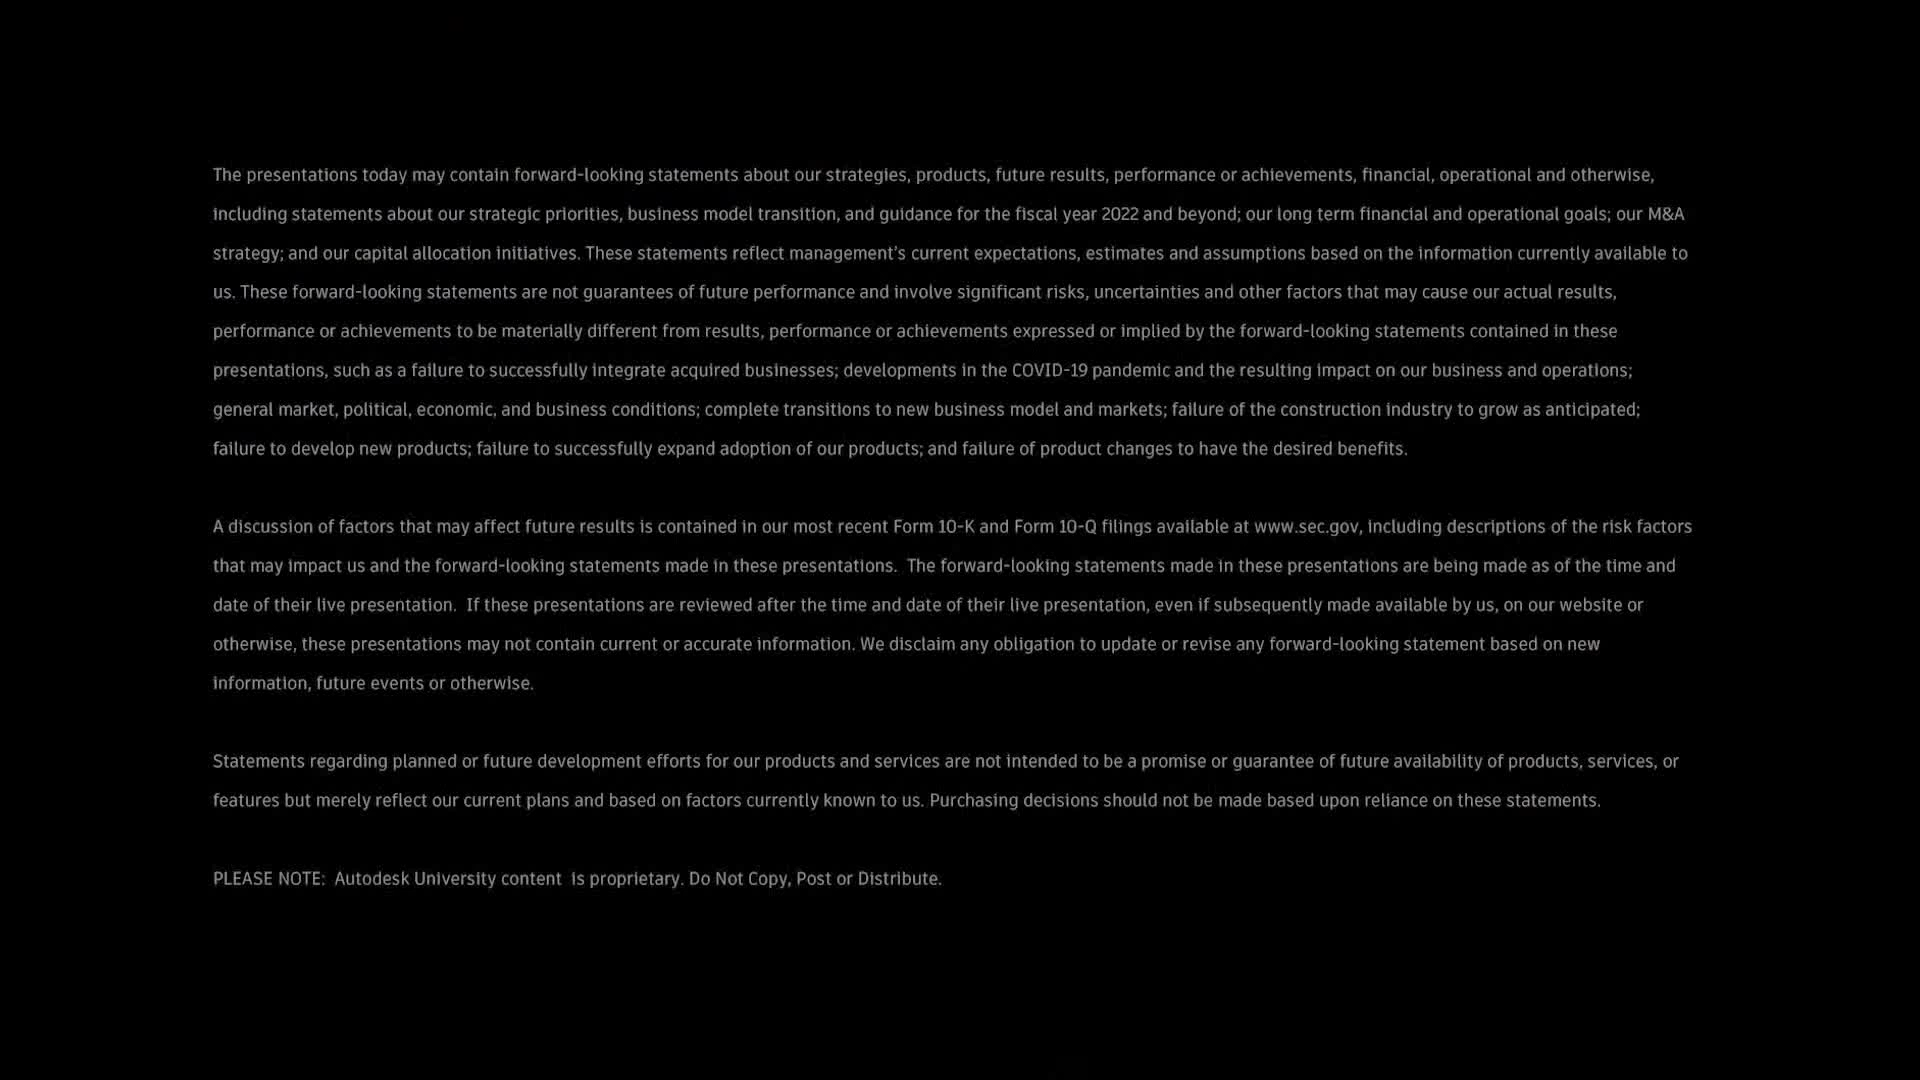 The presentations today may contain forward-looking statements about our strategies, products, future results, performance or achievements, financial, operational and otherwise,
including statements about our strategic priorities, business model transition, and guidance for the fiscal year 2022 and beyond; our long term financial and operational goals; our M&A
strategy; and our capital allocation initiatives. These statements reflect management's current expectations, estimates and assumptions based on the information currently available to
us. These forward-looking statements are not guarantees of future performance and involve significant risks, uncertainties and other factors that may cause our actual results,
performance or achievements to be materially different from results, performance or achievements expressed or implied by the forward-looking statements contained in these
presentations, such as a failure to successfully integrate acquired businesses; developments in the COVID-19 pandemic and the resulting impact on our business and operations;
general market, political, economic, and business conditions; complete transitions to new business model and markets; failure of the construction industry to grow as anticipated;
failure to develop new products; failure to successfully expand adoption of our products; and failure of product changes to have the desired benefits.
A discussion of factors that may affect future results is contained in our most recent Form 10-K and Form 10-Q filings available at www.sec.gov, including descriptions of the risk factors
that may impact us and the forward-looking statements made in these presentations.  The forward-looking statements made in these presentations are being made as of the time and
date of their live presentation.  If these presentations are reviewed after the time and date of their live presentation, even if subsequently made available by us, on our website or
otherwise, these presentations may not contain current or accurate information. We disclaim any obligation to update or revise any forward-looking statement based on new
information, future events or otherwise.
Statements regarding planned or future development efforts for our products and services are not intended to be a promise or guarantee of future availability of products, services, or
features but merely reflect our current plans and based on factors currently known to us. Purchasing decisions should not be made based upon reliance on these statements.
PLEASE NOTE:  Autodesk University content  is proprietary. Do Not Copy, Post or Distribute.